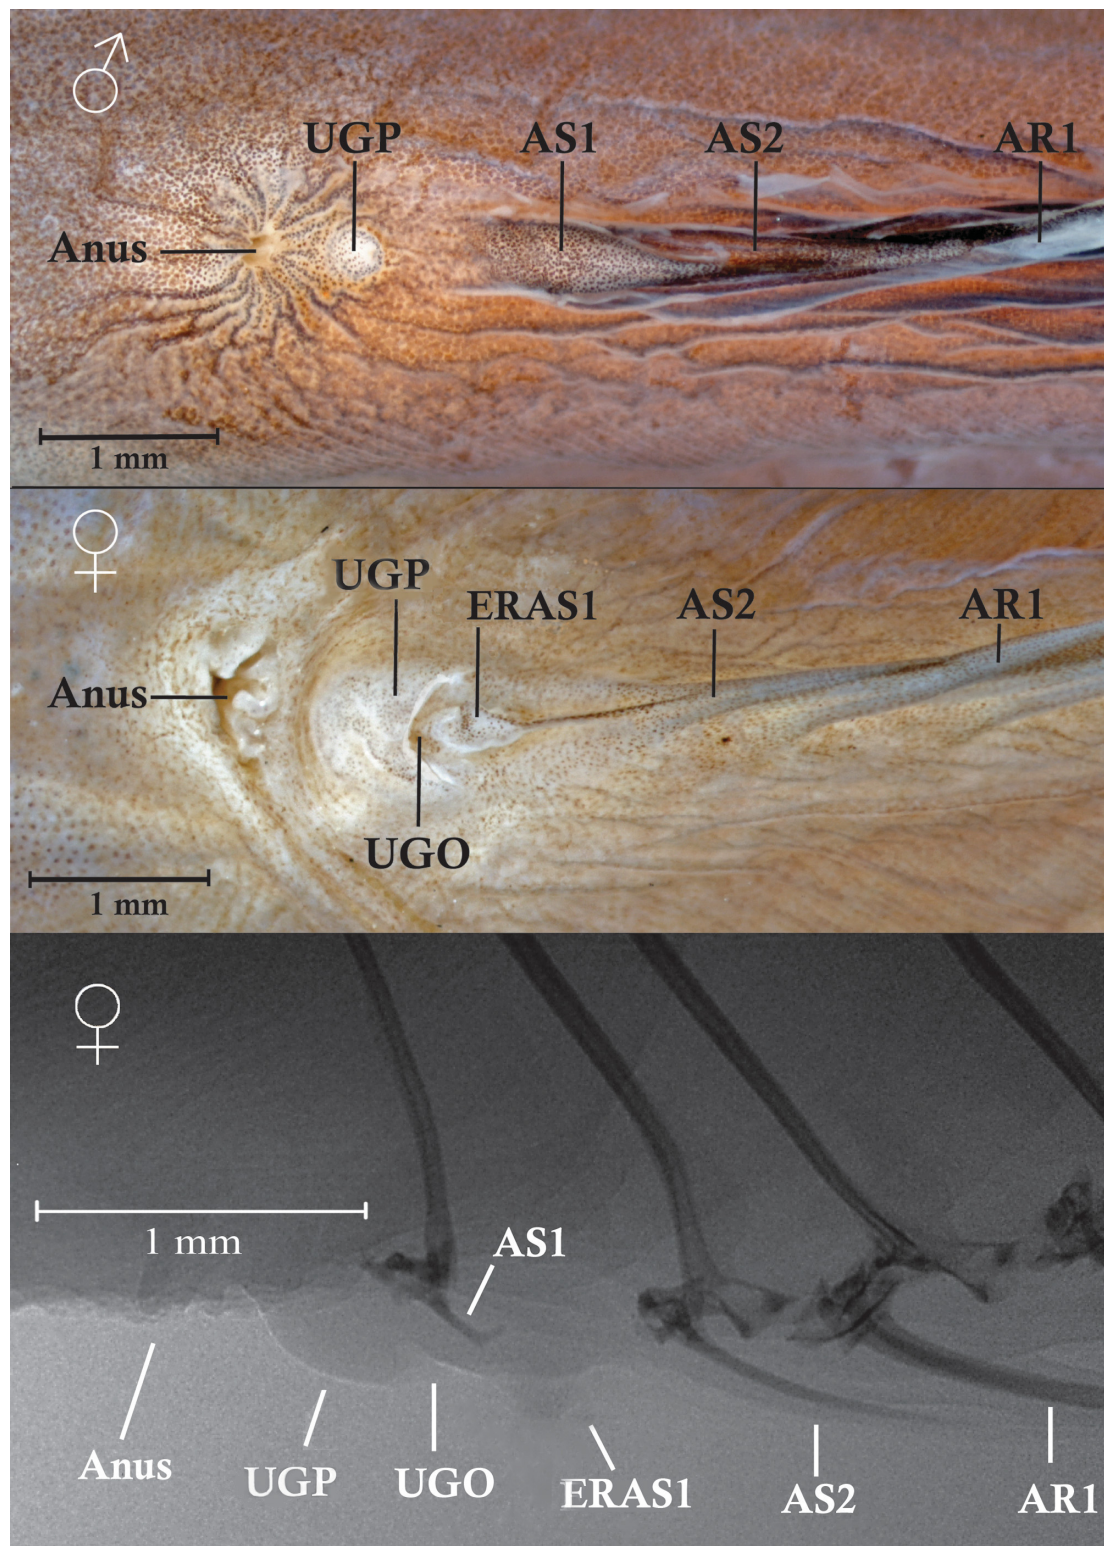 ♂
UGP AS1 AS2 AR1
Anus
1 mm
♀
UGP
ERAS1 AS2 AR1
Anus
UGO
1 mm
♀
1 mm
AS1
Anus UGP UGO ERAS1 AS2 AR1